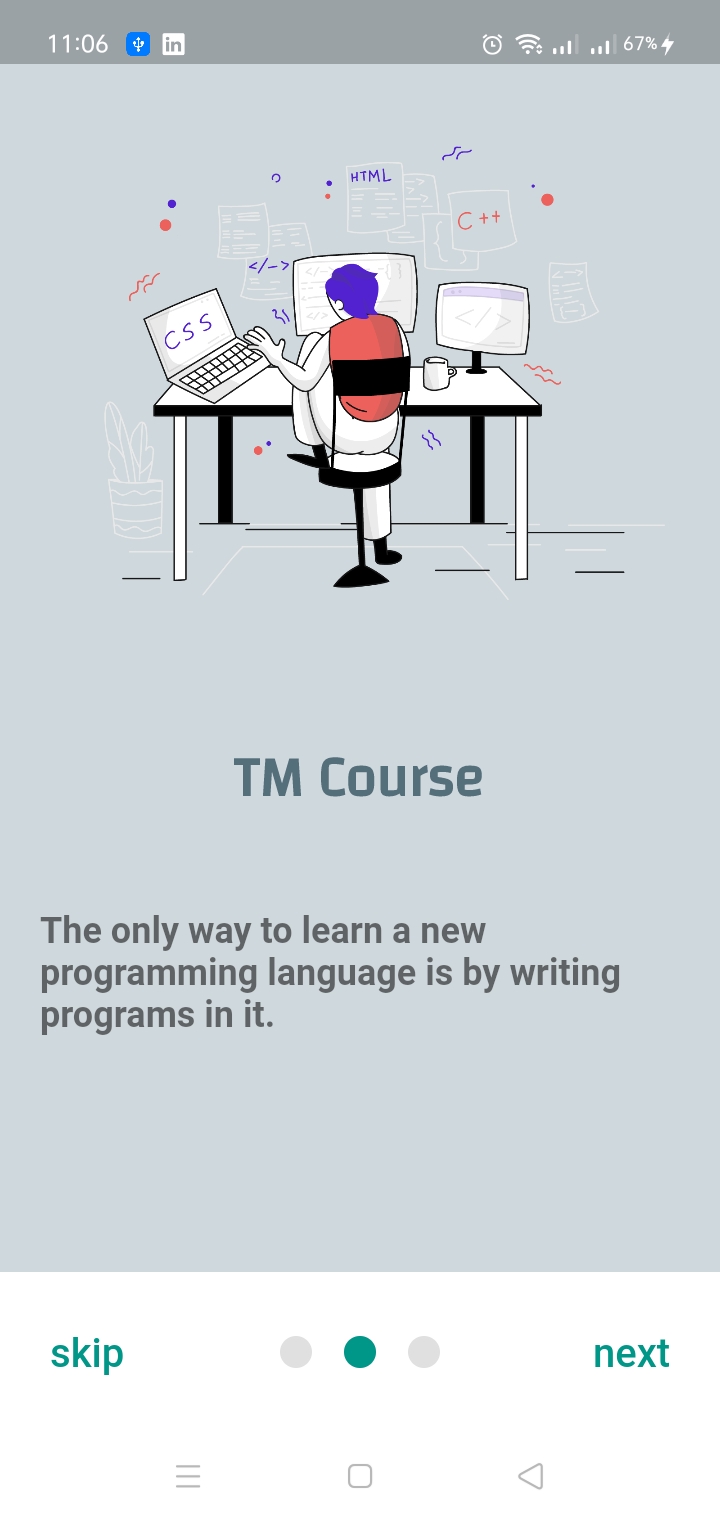 11:06 in 67%
HTML
C++
</-->
CSS
</>
TM Course
The only way to learn a new
programming language is by writing
programs in it.
skip next